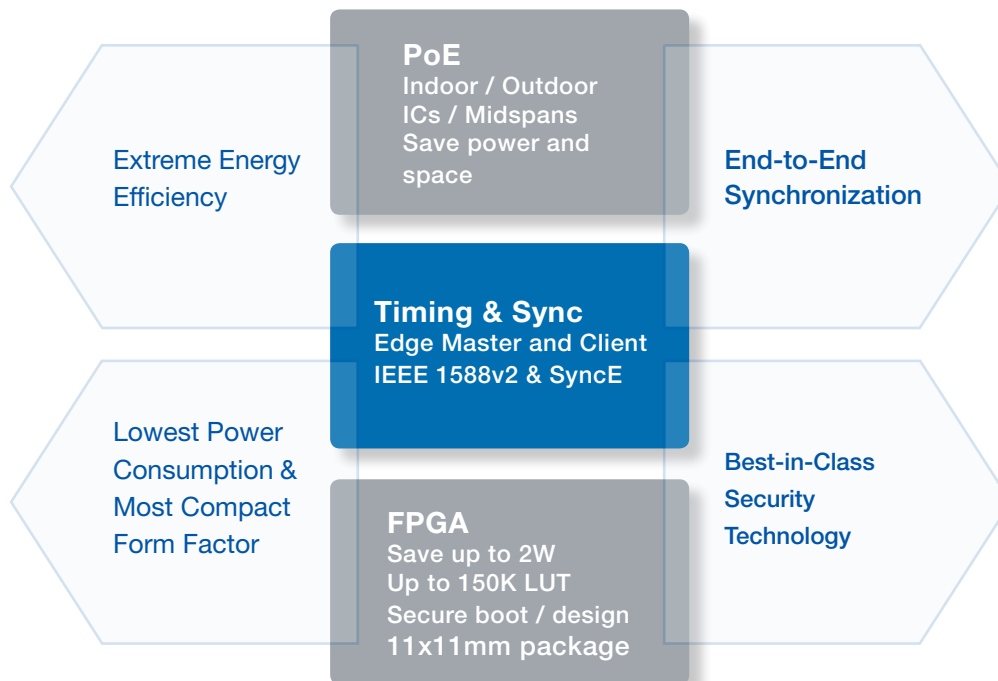 PoE
Indoor / Outdoor
ICs / Midspans
Save power and
space
Extreme Energy
Efficiency
End-to-End
Synchronization
Timing & Sync
Edge Master and Client
IEEE 1588v2 & SyncE
Lowest Power
Consumption &
Most Compact
Form Factor
Best-in-Class
Security
Technology
FPGA
Save up to 2W
Up to 150K LUT
Secure boot / design
11x11mm package